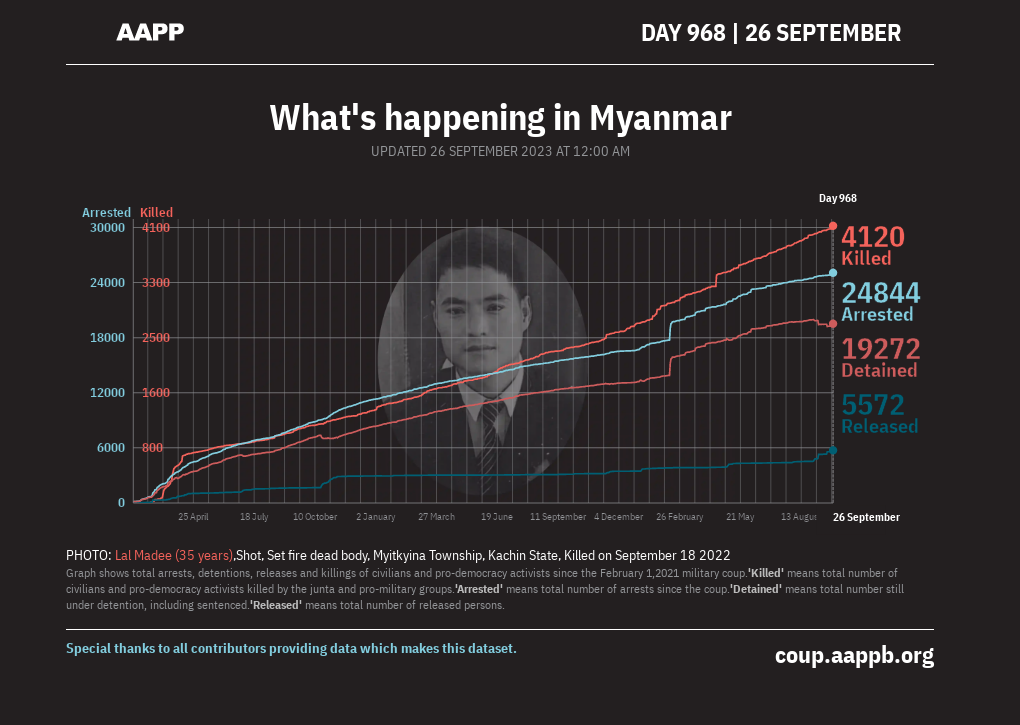 AAPP
DAY 968 | 26 SEPTEMBER
What's happening in Myanmar
UPDATED 26 SEPTEMBER 2023 AT 12:00 AM
Day 968
Arrested Killed
30000 4100
24000 3300
18000 2500
12000 1600
6000 800
0
4120
Killed
24844
Arrested
19272
Detained
5572
Released
25 April 18 July 10 October 2 January 27 March 19 June 11 September 4 December 26 February 21 May 13 Augus 26 September
PHOTO: Lal Madee (35 years),Shot, Set fire dead body, Myitkyina Township, Kachin State, Killed on September 18 2022
Graph shows total arrests, detentions, releases and killings of civilians and pro-democracy activists since the February 1,2021 military coup.'Killed' means total number of
civilians and pro-democracy activists killed by the junta and pro-military groups.'Arrested' means total number of arrests since the coup.'Detained' means total number still
under detention, including sentenced.'Released' means total number of released persons.
Special thanks to all contributors providing data which makes this dataset.
coup.aappb.org